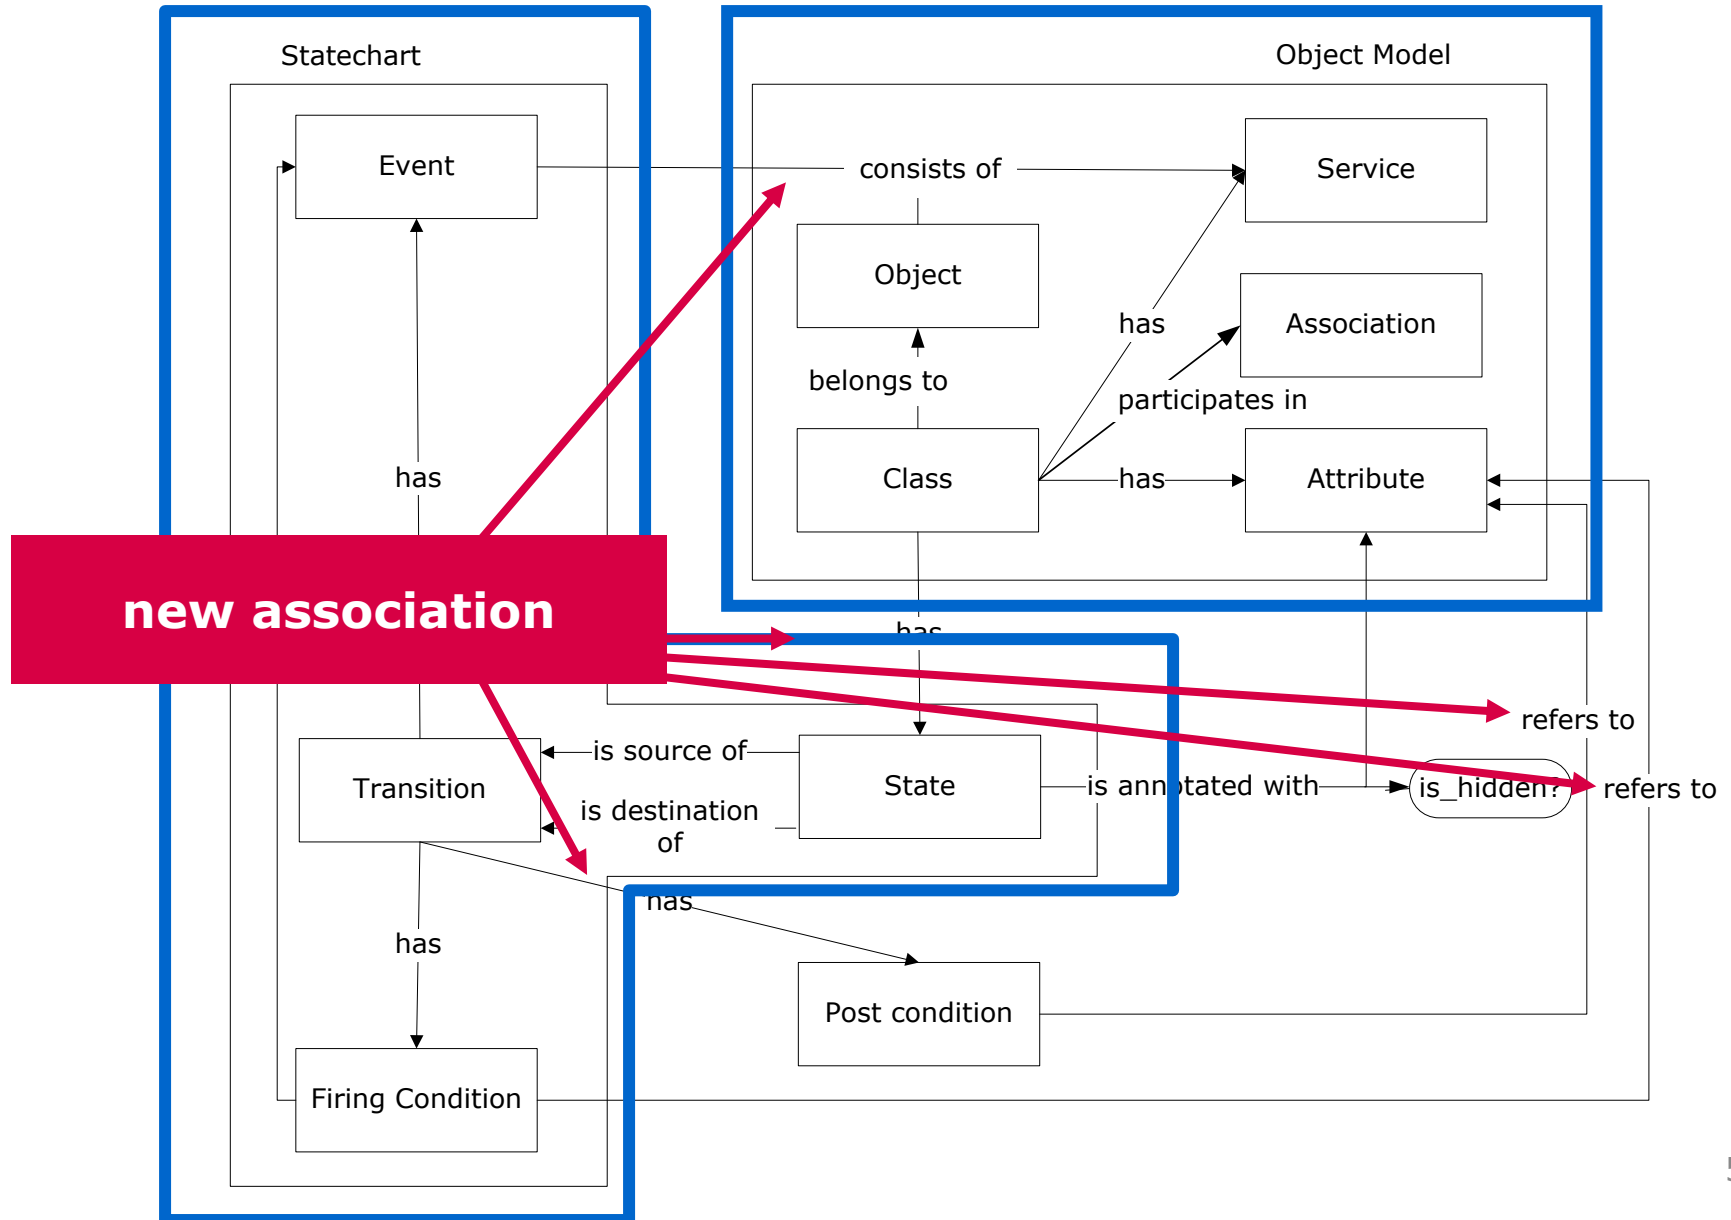 Statechart
Object Model
Event
consists of
Service
Object
has
Association
belongs to
participates in
has
Class
has
Attribute
new association
has
refers to
is source of
Transition
State
is annotated with
is_hidden?
refers to
is destination
of
has
has
Post condition
Firing Condition
5